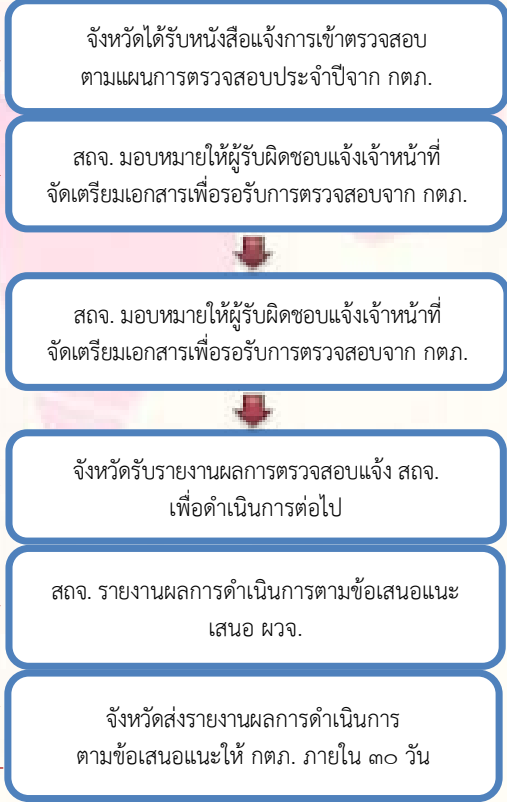 จังหวัดได้รับหนังสือแจ้งการเข้าตรวจสอบ
ตามแผนการตรวจสอบประจำปีจาก กตภ.
สถจ. มอบหมายให้ผู้รับผิดชอบแจ้งเจ้าหน้าที่
จัดเตรียมเอกสารเพื่อรอรับการตรวจสอบจาก กตภ.
สถจ. มอบหมายให้ผู้รับผิดชอบแจ้งเจ้าหน้าที่
จัดเตรียมเอกสารเพื่อรอรับการตรวจสอบจาก กตภ.
จังหวัดรับรายงานผลการตรวจสอบแจ้ง สถจ.
เพื่อดำเนินการต่อไป
สถจ. รายงานผลการดำเนินการตามข้อเสนอแนะ
เสนอ ผวจ.
จังหวัดส่งรายงานผลการดำเนินการ
ตามข้อเสนอแนะให้ กตภ. ภายใน ๓๐ วัน